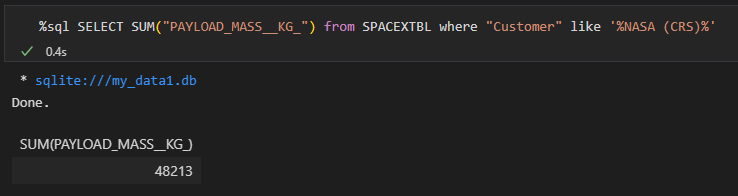 %sql SELECT SUM("PAYLOAD_MASS__KG_") from SPACEXTBL where "Customer" like '%NASA (CRS)%'
✓ 0.4s
* sqlite:///my_data1.db
Done.
SUM(PAYLOAD_MASS__KG_)
48213